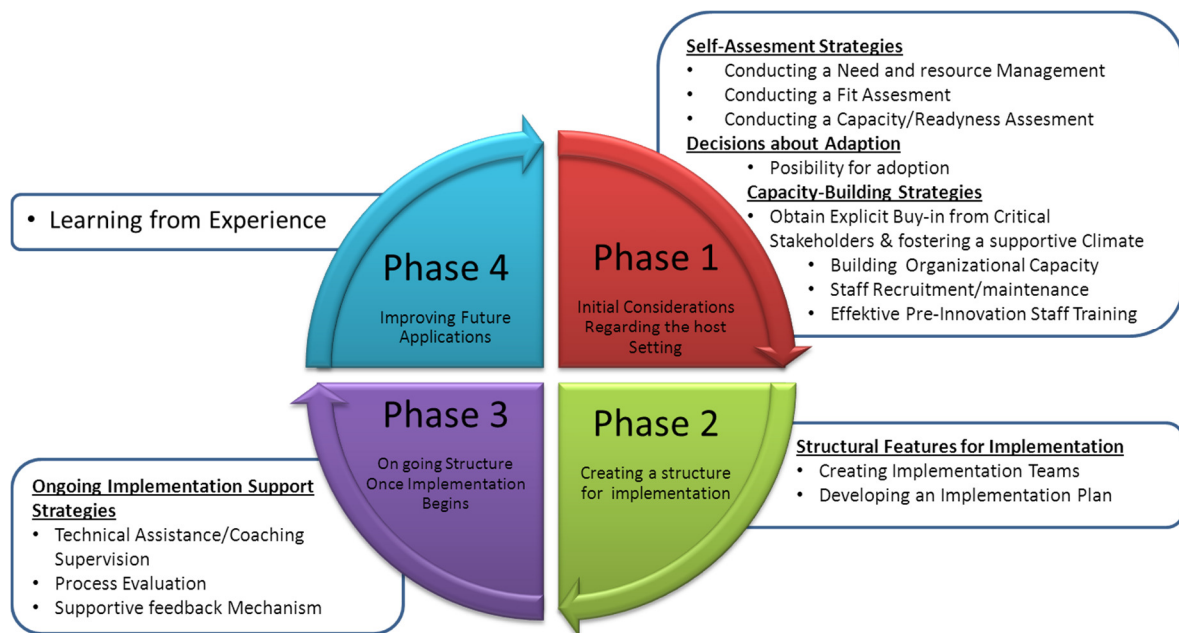 Self-Assesment Strategies
• Conducting a Need and resource Management
• Conducting a Fit Assesment
• Conducting a Capacity/Readyness Assesment
Decisions about Adaption
• Posibility for adoption
Capacity-Building Strategies
• Obtain Explicit Buy-in from Critical
Stakeholders & fostering a supportive Climate
• Building Organizational Capacity
• Staff Recruitment/maintenance
• Effektive Pre-Innovation Staff Training
Phase 1
Initial Considerations
Regarding the host
Setting
Phase 2
Creating a structure
for implementation
Structural Features for Implementation
• Creating Implementation Teams
• Developing an Implementation Plan
Phase 3
On going Structure
Once Implementation
Begins
Ongoing Implementation Support
Strategies
• Technical Assistance/Coaching
Supervision
• Process Evaluation
• Supportive feedback Mechanism
Phase 4
Improving Future
Applications
• Learning from Experience